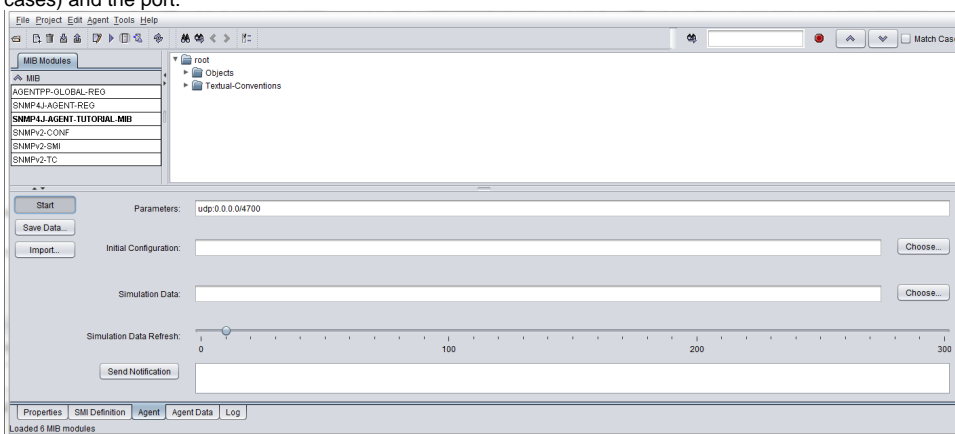 cases) and the port.
File Project Edit Agent Tools Help
Match Case
MIB Modules
MIB
AGENTPP-GLOBAL-REG
SNMP4J-AGENT-REG
SNMP4J-AGENT-TUTORIAL-MIB
SNMPv2-CONF
SNMPv2-SMI
SNMPv2-TC
root
Objects
Textual-Conventions
Start
Parameters: udp:0.0.0.0/4700
Save Data...
Import...
Initial Configuration: Choose...
Simulation Data: Choose...
Simulation Data Refresh:
0 100 200 300
Send Notification
Properties SMI Definition Agent Agent Data Log
Loaded 6 MIB modules